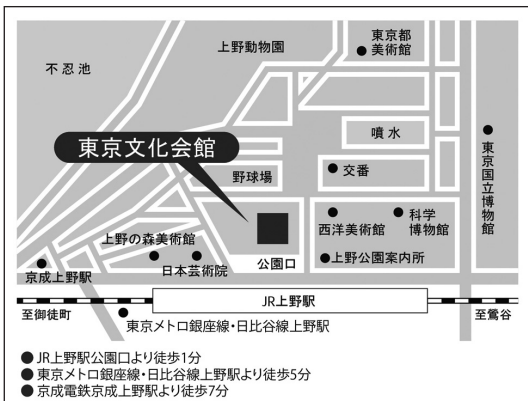 上野動物園
東京都
美術館
不忍池
噴水
東京文化会館
野球場
交番
東京国立博物館
上野の森美術館
西洋美術館
科学
博物館
京成上野駅
日本芸術院
公園口
上野公園案内所
JR上野駅
至御徒町
至鶯谷
東京メトロ銀座線・日比谷線上野駅
●JR上野駅公園口より徒歩1分
●東京メトロ銀座線・日比谷線上野駅より徒歩5分
●京成電鉄京成上野駅より徒歩7分